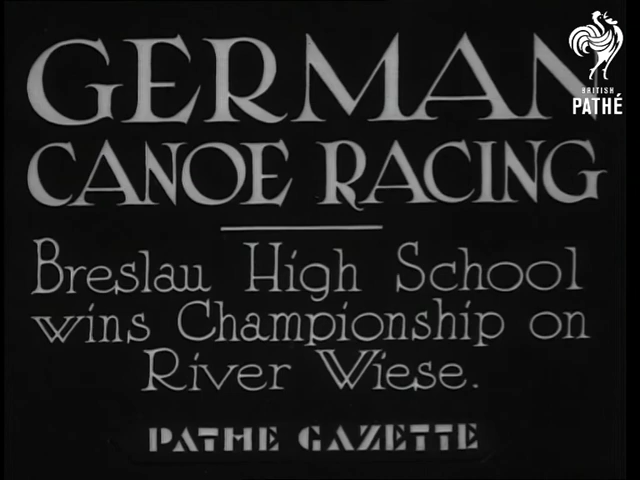 GERMAN
CANOE RACING
Breslau High School
wins Championship on
River Wiese.
PATHE GAZETTE
BRITISH
PATHÉ